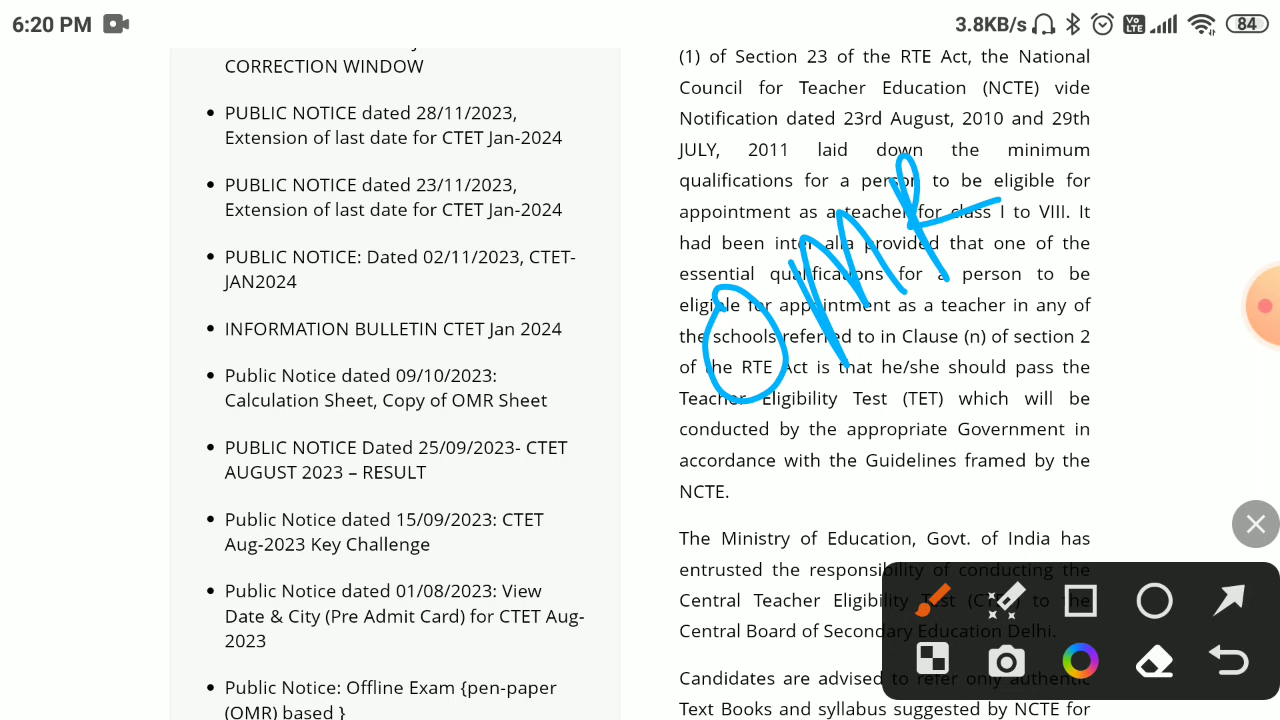 6:20 PM
3.8KB/s
Vo LTE
84
CORRECTION WINDOW
PUBLIC NOTICE dated 28/11/2023,
Extension of last date for CTET Jan-2024
PUBLIC NOTICE dated 23/11/2023,
Extension of last date for CTET Jan-2024
PUBLIC NOTICE: Dated 02/11/2023, CTET-
JAN2024
INFORMATION BULLETIN CTET Jan 2024
Public Notice dated 09/10/2023:
Calculation Sheet, Copy of OMR Sheet
PUBLIC NOTICE Dated 25/09/2023- CTET
AUGUST 2023 – RESULT
Public Notice dated 15/09/2023: CTET
Aug-2023 Key Challenge
Public Notice dated 01/08/2023: View
Date & City (Pre Admit Card) for CTET Aug-
2023
Public Notice: Offline Exam {pen-paper
(OMR) based }
(1) of Section 23 of the RTE Act, the National
Council for Teacher Education (NCTE) vide
Notification dated 23rd August, 2010 and 29th
JULY, 2011 laid down the minimum
qualifications for a person to be eligible for
appointment as a teacher for class I to VIII. It
had been inter alia provided that one of the
essential qualifications for a person to be
eligible for appointment as a teacher in any of
the schools referred to in Clause (n) of section 2
of the RTE Act is that he/she should pass the
Teacher Eligibility Test (TET) which will be
conducted by the appropriate Government in
accordance with the Guidelines framed by the
NCTE.
The Ministry of Education, Govt. of India has
entrusted the responsibility of conducting the
Central Teacher Eligibility Test (CTET) to the
Central Board of Secondary Education Delhi.
Candidates are advised to refer only authentic
Text Books and syllabus suggested by NCTE for
OMR